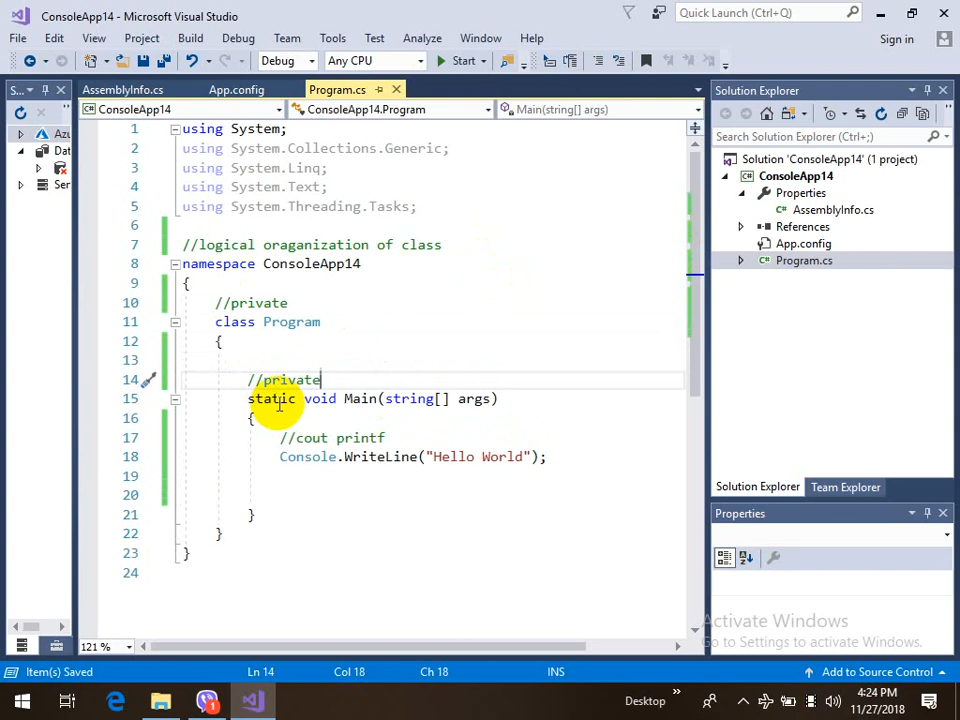 ConsoleApp14 - Microsoft Visual Studio
Quick Launch (Ctrl+Q)
File Edit View Project Build Debug Team Tools Test Analyze Window Help
Sign in
Debug Any CPU Start
S... AssemblyInfo.cs App.config Program.cs Solution Explorer
ConsoleApp14 ConsoleApp14.Program Main(string[] args)
Search Solution Explorer (Ctrl+;)
Azu
Dat
Ser
Solution 'ConsoleApp14' (1 project)
ConsoleApp14
Properties
AssemblyInfo.cs
References
App.config
Program.cs
1 using System;
2 using System.Collections.Generic;
3 using System.Linq;
4 using System.Text;
5 using System.Threading.Tasks;
6
7 //logical oraganization of class
8 namespace ConsoleApp14
9 {
10 //private
11 class Program
12 {
13
14 //private
15 static void Main(string[] args)
16 {
17 //cout printf
18 Console.WriteLine("Hello World");
19
20
21 }
22 }
23 }
24
Solution Explorer Team Explorer
Properties
Activate Windows
Go to Settings to activate Windows.
121 %
Item(s) Saved Ln 14 Col 18 Ch 18 INS Add to Source Control
1 Desktop 4:24 PM
11/27/2018